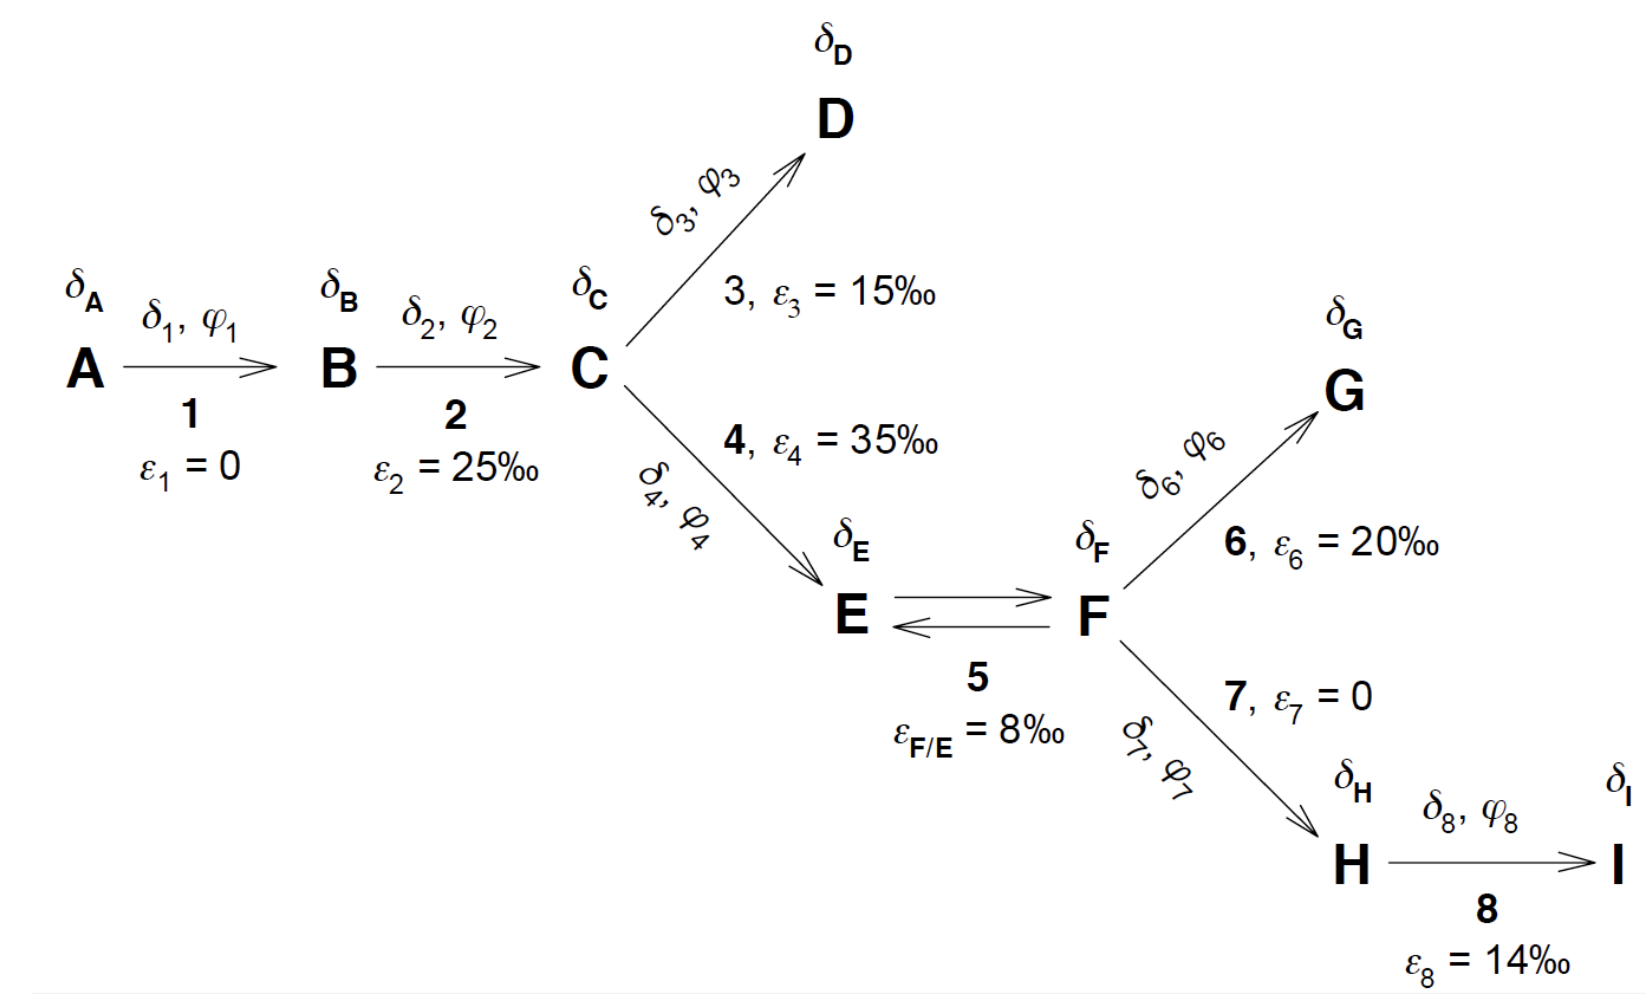 δD
D
δ3, φ3
3, ε3 = 15‰
δA
A
δ1, φ1
1
ε1 = 0
δB
B
δ2, φ2
2
ε2 = 25‰
δC
C
4, ε4 = 35‰
δ4, φ4
δG
G
δ6, φ6
6, ε6 = 20‰
δE
E
5
εF/E = 8‰
δF
F
7, ε7 = 0
δ7, φ7
δH
H
δ8, φ8
8
ε8 = 14‰
δI
I